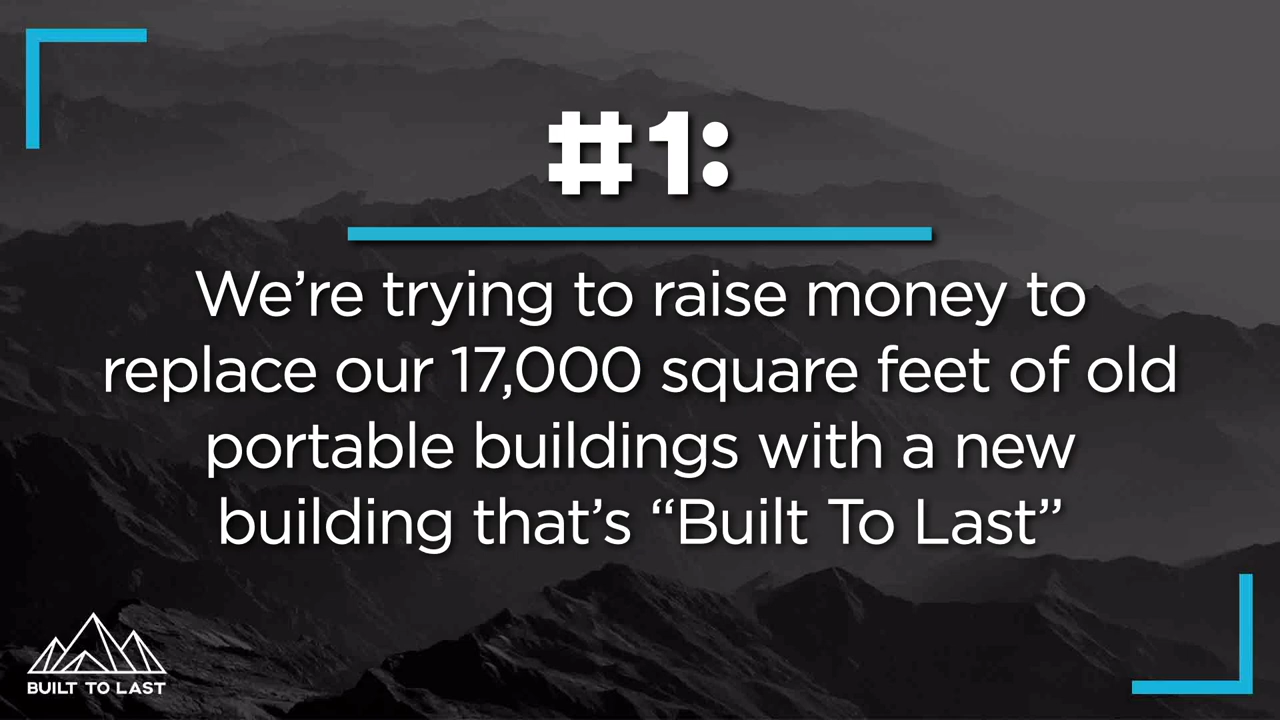 #1:
We’re trying to raise money to
replace our 17,000 square feet of old
portable buildings with a new
building that’s “Built To Last”
BUILT TO LAST